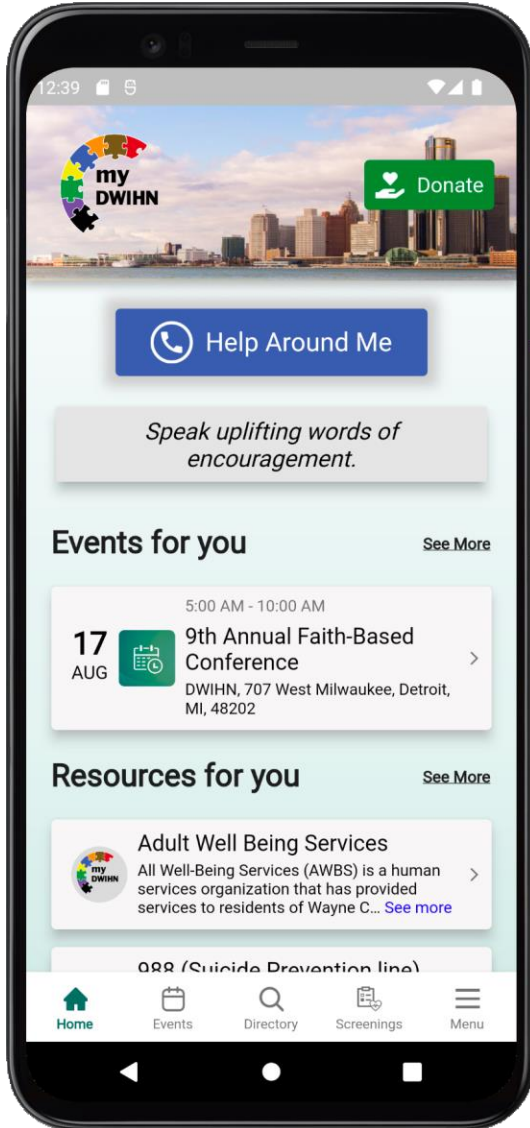 12:39
my
DWIHN
Donate
Help Around Me
Speak uplifting words of
encouragement.
Events for you
See More
5:00 AM - 10:00 AM
17
AUG
9th Annual Faith-Based
Conference
DWIHN, 707 West Milwaukee, Detroit,
MI, 48202
Resources for you
See More
my
DWIHN
Adult Well Being Services
All Well-Being Services (AWBS) is a human
services organization that has provided
services to residents of Wayne C... See more
988 (Suicide Prevention line)
Home
Events
Directory
Screenings
Menu